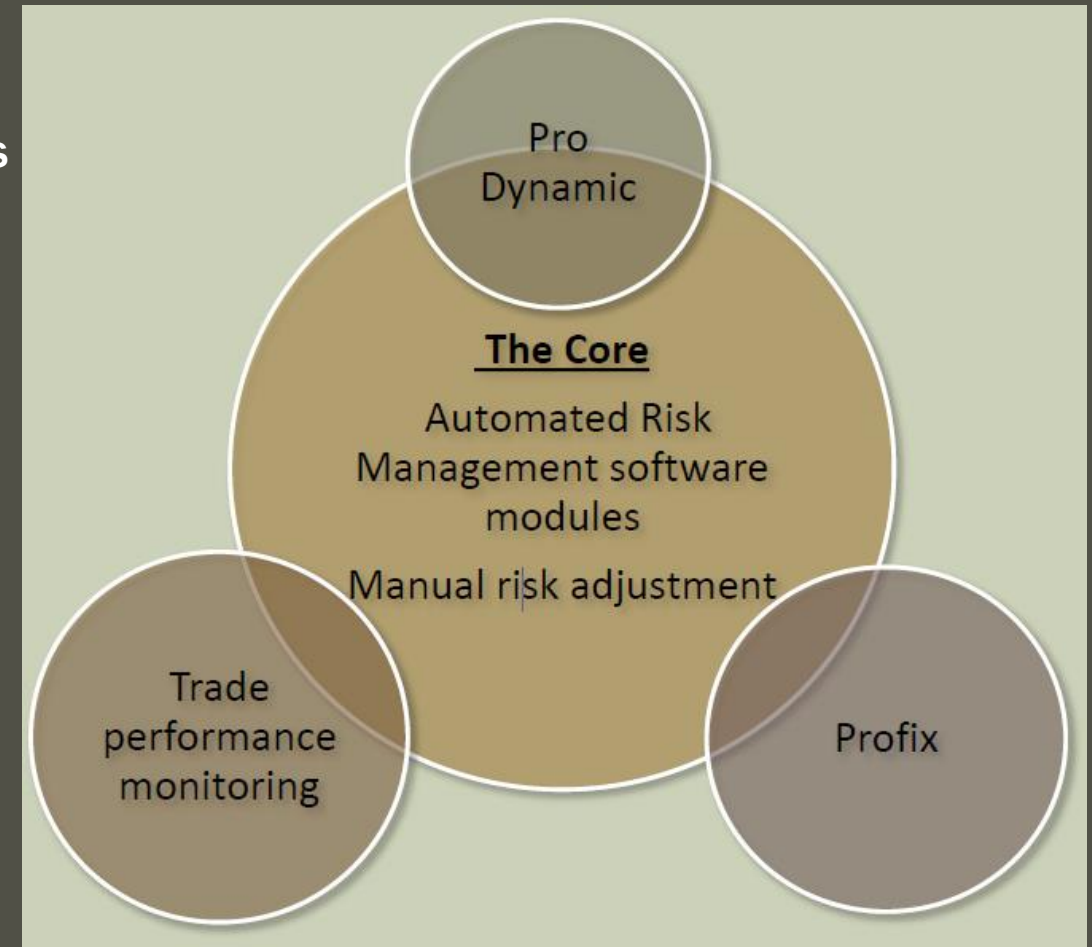 s
Pro
Dynamic
The Core
Automated Risk
Management software
modules
Manual risk adjustment
Trade
performance
monitoring
Profix